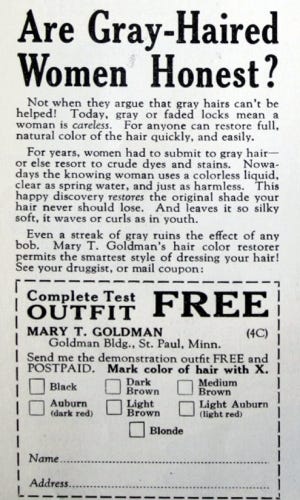 Are Gray-Haired
Women Honest?
Not when they argue that gray hairs can't be
helped! Today, gray or faded locks mean a
woman is careless. For anyone can restore full,
natural color of the hair quickly, and easily.
For years, women had to submit to gray hair—
or else resort to crude dyes and stains. Nowa-
days the knowing woman uses a colorless liquid,
clear as spring water, and just as harmless. This
happy discovery restores the original shade your
hair never should lose. And leaves it so silky
soft, it waves or curls as in youth.
Even a streak of gray ruins the effect of any
bob. Mary T. Goldman's hair color restorer
permits the smartest style of dressing your hair!
See your druggist, or mail coupon:
Complete Test
OUTFIT FREE
MARY T. GOLDMAN (4C)
Goldman Bldg., St. Paul, Minn.
Send me the demonstration outfit FREE and
POSTPAID. Mark color of hair with X.
Black Dark Brown Medium Brown
Auburn (dark red) Light Brown Light Auburn (light red)
Blonde
Name
Address